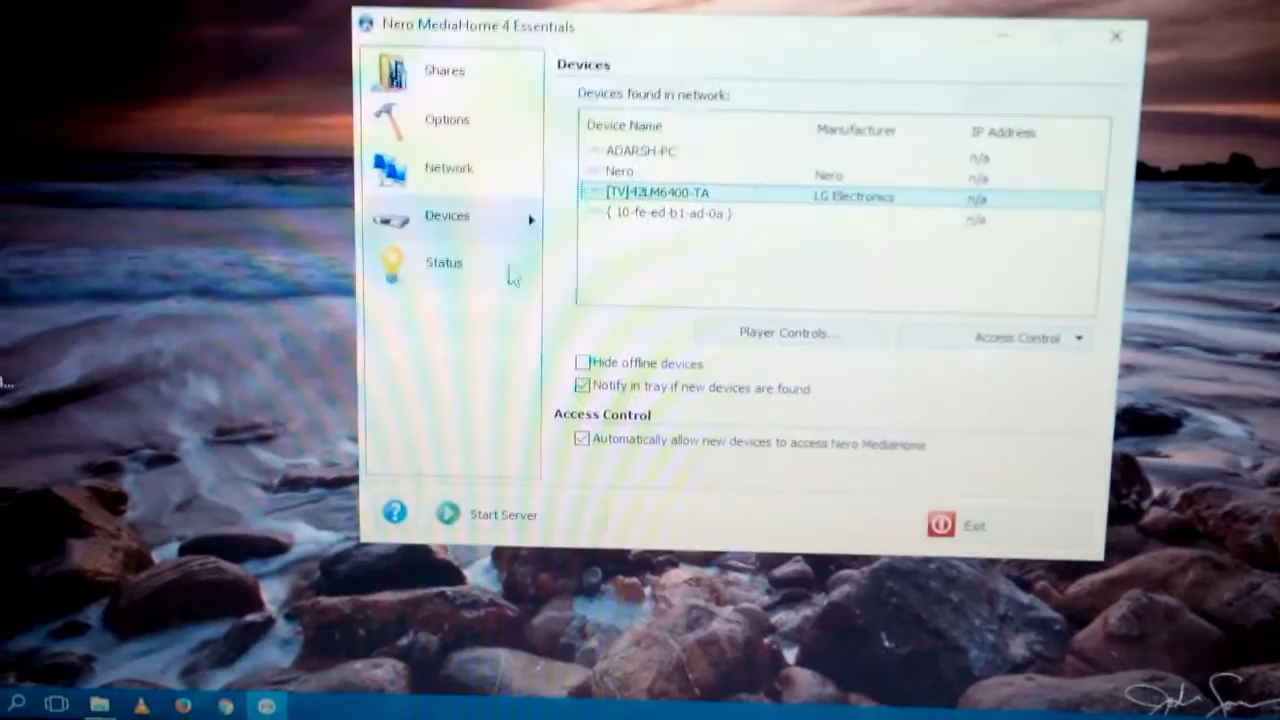 Nero MediaHome 4 Essentials
Shares
Options
Network
Devices
Status
Devices
Devices found in network:
Device Name Manufacturer IP Address
ADARSH-PC n/a
Nero Nero n/a
[TV]42LM6400-TA LG Electronics n/a
{ 10-fe-ed-b1-ad-0a } n/a
Player Controls... Access Control
Hide offline devices
Notify in tray if new devices are found
Access Control
Automatically allow new devices to access Nero MediaHome
? Start Server Exit